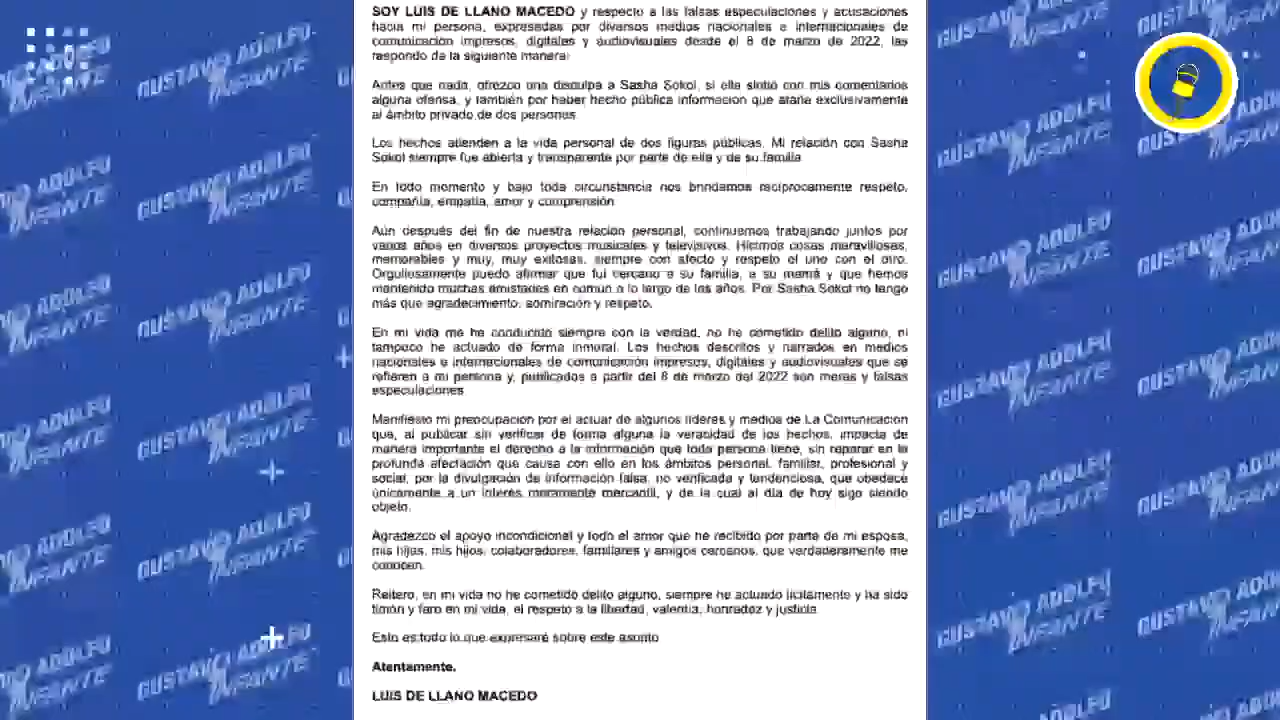 SOY LUIS DE LLANO MACEDO y respecto a las falsas especulaciones y acusaciones
hacia mi persona, expresadas por diversos medios nacionales e internacionales de
comunicación impresos, digitales y audiovisuales desde el 8 de marzo de 2022, las
respondo de la siguiente manera:
Antes que nada, ofrezco una disculpa a Sasha Sokol, si ella sintió con mis comentarios
alguna ofensa, y también por haber hecho pública información que atañe exclusivamente
al ámbito privado de dos personas.
Los hechos atienden a la vida personal de dos figuras públicas. Mi relación con Sasha
Sokol siempre fue abierta y transparente por parte de ella y de su familia.
En todo momento y bajo toda circunstancia nos brindamos recíprocamente respeto,
compañía, empatía, amor y comprensión.
Aún después del fin de nuestra relación personal, continuamos trabajando juntos por
varios años en diversos proyectos musicales y televisivos. Hicimos cosas maravillosas,
memorables y muy, muy exitosas, siempre con afecto y respeto el uno con el otro.
Orgullosamente puedo afirmar que fui cercano a su familia, a su mamá y que hemos
mantenido muchas amistades en común a lo largo de los años. Por Sasha Sokol no tengo
más que agradecimiento, admiración y respeto.
En mi vida me he conducido siempre con la verdad, no he cometido delito alguno, ni
tampoco he actuado de forma inmoral. Los hechos descritos y narrados en medios
nacionales e internacionales de comunicación impresos, digitales y audiovisuales que se
refieren a mi persona y, publicados a partir del 8 de marzo del 2022 son meras y falsas
especulaciones.
Manifiesto mi preocupación por el actuar de algunos líderes y medios de La Comunicación
que, al publicar sin verificar de forma alguna la veracidad de los hechos, impacta de
manera importante el derecho a la información que toda persona tiene, sin reparar en la
profunda afectación que causa con ello en los ámbitos personal, familiar, profesional y
social, por la divulgación de información falsa, no verificada y tendenciosa, que obedece
únicamente a un interés meramente mercantil, y de la cual al día de hoy sigo siendo
objeto.
Agradezco el apoyo incondicional y todo el amor que he recibido por parte de mi esposa,
mis hijas, mis hijos, colaboradores, familiares y amigos cercanos, que verdaderamente me
conocen.
Reitero, en mi vida no he cometido delito alguno, siempre he actuado lícitamente y ha sido
timón y faro en mi vida, el respeto a la libertad, valentía, honradez y justicia.
Esto es todo lo que expresaré sobre este asunto.
Atentamente,
LUIS DE LLANO MACEDO
GUSTAVO ADOLFO
INFANTE